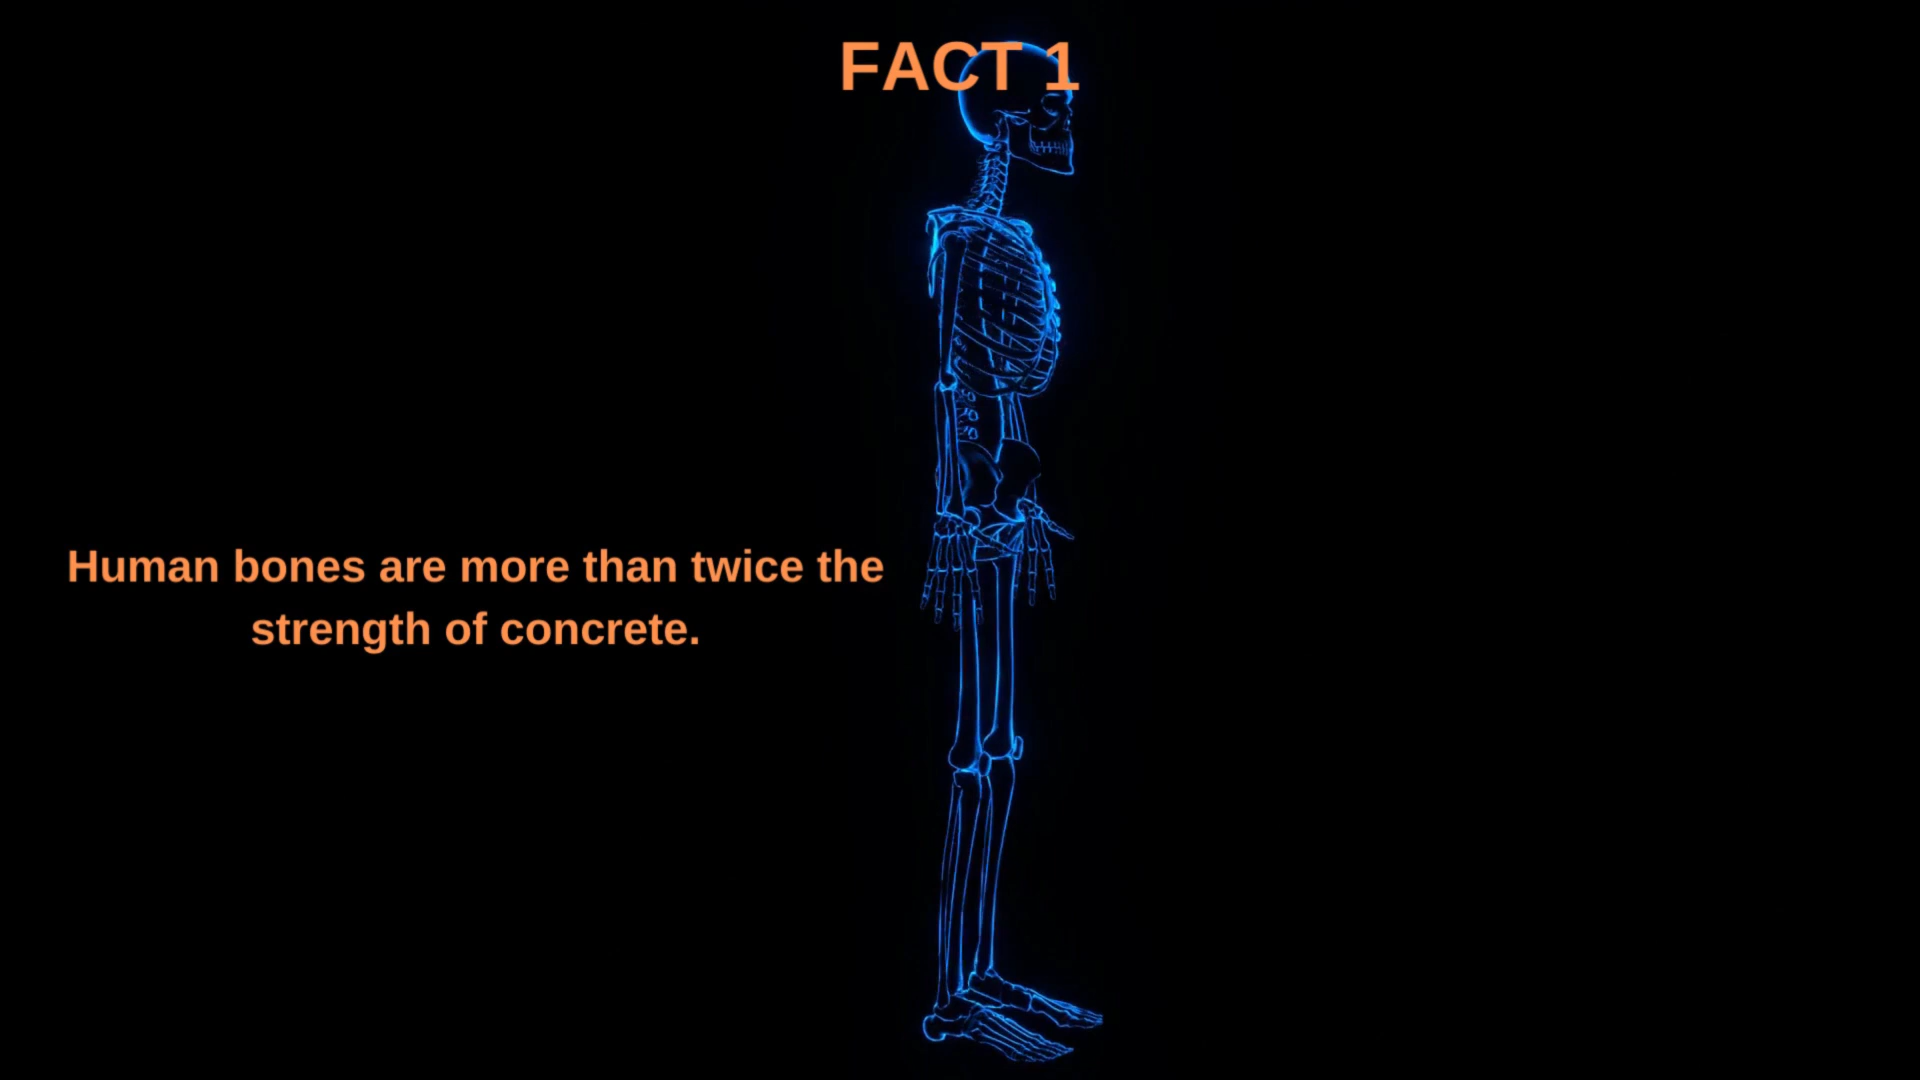 FACT 1
Human bones are more than twice the
strength of concrete.